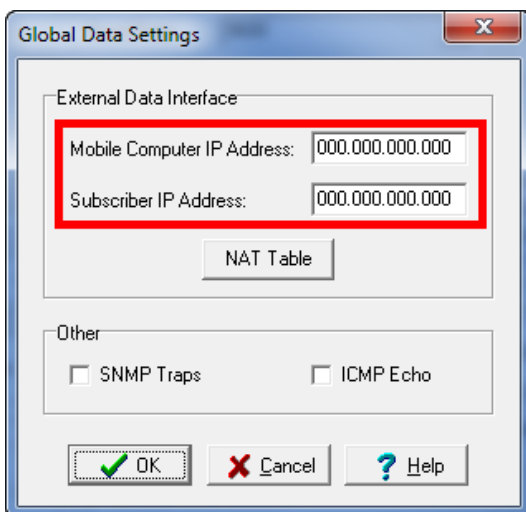 Global Data Settings
External Data Interface
Mobile Computer IP Address: 000.000.000.000
Subscriber IP Address: 000.000.000.000
NAT Table
Other
SNMP Traps ICMP Echo
OK Cancel Help